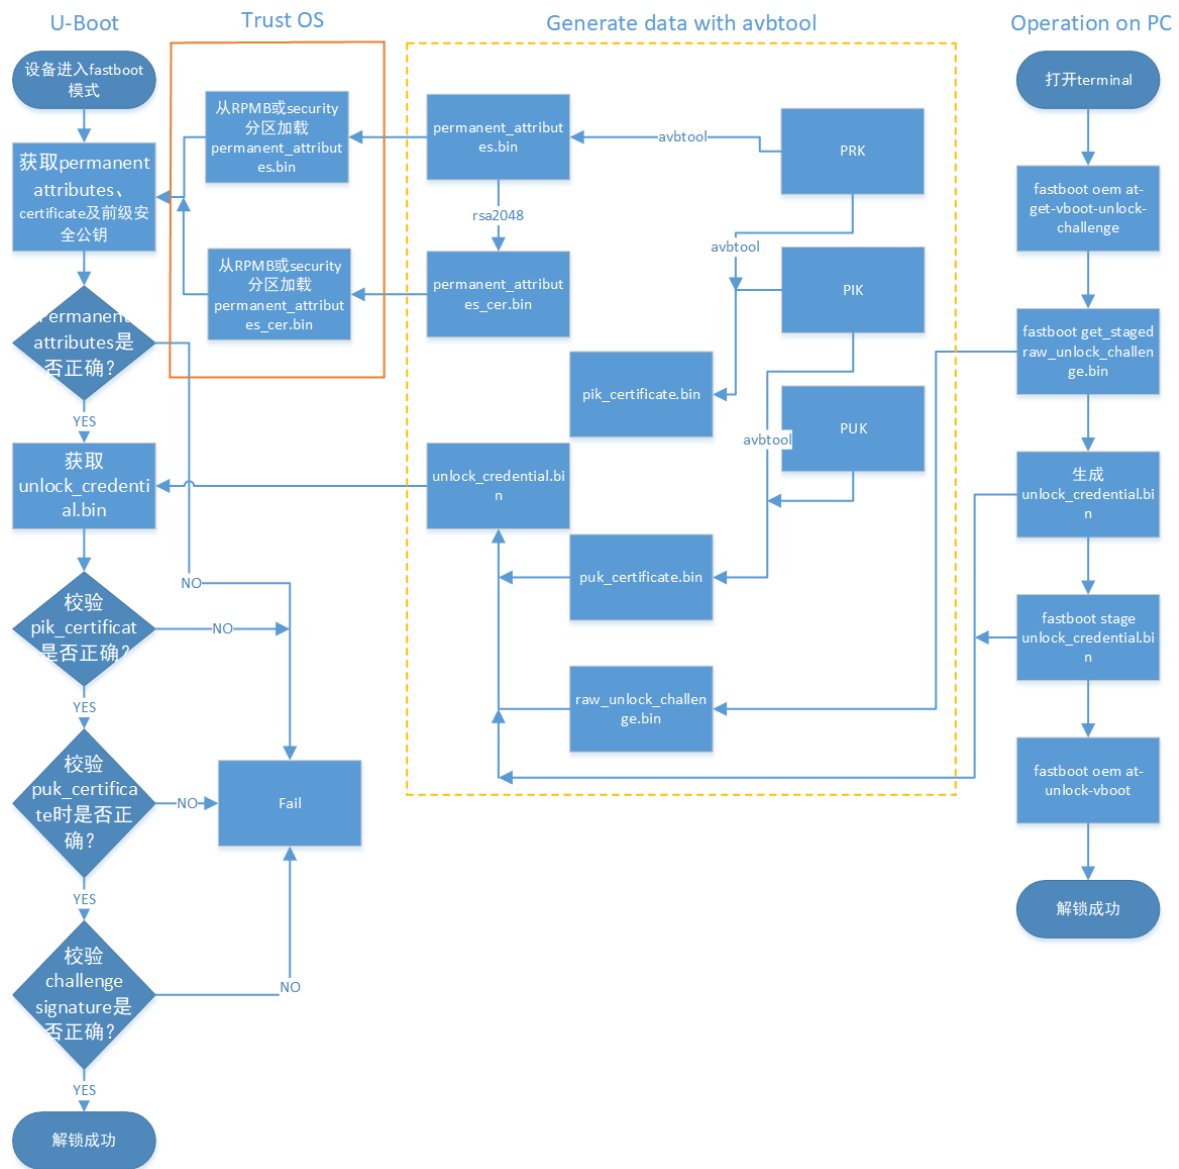 U-Boot
Trust OS
Generate data with avbtool
Operation on PC
设备进入fastboot
模式
获取permanent
attributes、
certificate及前级安
全公钥
Permanent
attributes是
否正确?
YES
获取
unlock_credenti
al.bin
NO
校验
pik_certificat
是否正确?
NO
YES
校验
puk_certifica
te时是否正
确?
NO
YES
校验
challenge
signature是
否正确?
NO
YES
解锁成功
Fail
从RPMB或security
分区加载
permanent_attribut
es.bin
从RPMB或security
分区加载
permanent_attribut
es_cer.bin
permanent_attribut
es.bin
rsa2048
permanent_attribut
es_cer.bin
avbtool
PRK
avbtool
PIK
pik_certificate.bin
PUK
avbtool
unlock_credential.bi
n
puk_certificate.bin
raw_unlock_challen
ge.bin
打开terminal
fastboot oem at-
get-vboot-unlock-
challenge
fastboot get_staged
raw_unlock_challen
ge.bin
生成
unlock_credential.bi
n
fastboot stage
unlock_credential.bi
n
fastboot oem at-
unlock-vboot
解锁成功